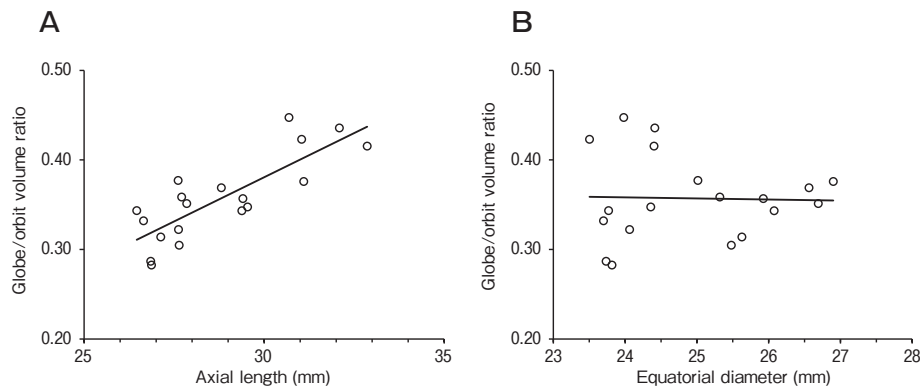 A
B
Globe/orbit volume ratio
0.50
0.40
0.30
0.20
25
30
35
Axial length (mm)
Globe/orbit volume ratio
0.50
0.40
0.30
0.20
23
24
25
26
27
28
Equatorial diameter (mm)